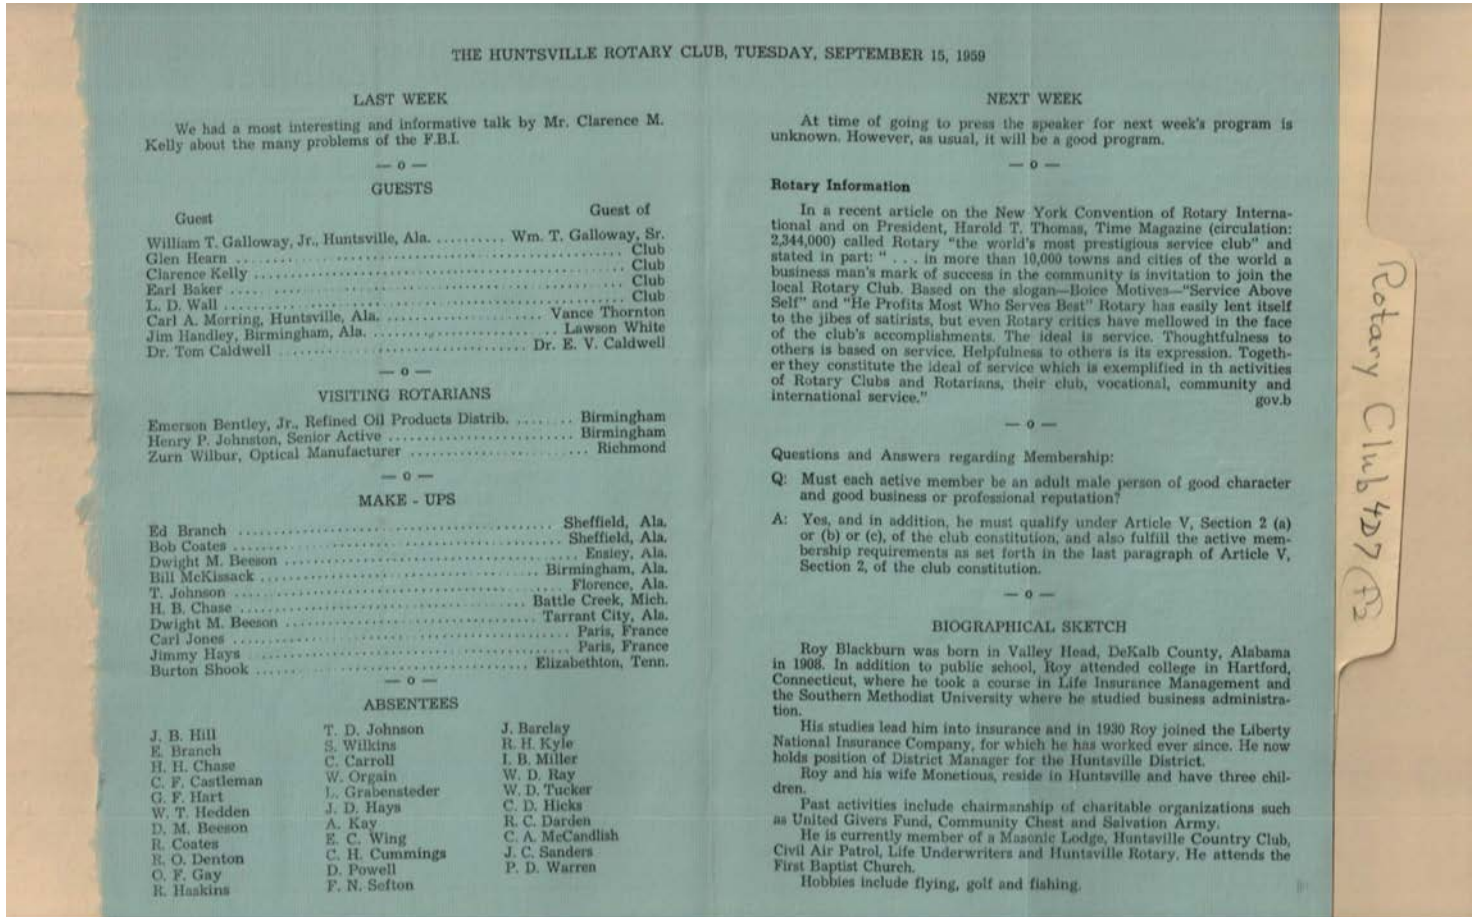 THE HUNTSVILLE ROTARY CLUB, TUESDAY, SEPTEMBER 15, 1959
LAST WEEK
We had a most interesting and informative talk by Mr. Clarence M.
Kelly about the many problems of the F.B.I.
— o —
GUESTS
Guest Guest of
William T. Galloway, Jr., Huntsville, Ala. .......... Wm. T. Galloway, Sr.
Glen Hearn .......... Club
Clarence Kelly .......... Club
Earl Baker .......... Club
L. D. Wall .......... Club
Carl A. Morring, Huntsville, Ala. .......... Vance Thornton
Jim Handley, Birmingham, Ala. .......... Lawson White
Dr. Tom Caldwell .......... Dr. E. V. Caldwell
— o —
VISITING ROTARIANS
Emerson Bentley, Jr., Refined Oil Products Distrib. ........ Birmingham
Henry P. Johnston, Senior Active .......... Birmingham
Zurn Wilbur, Optical Manufacturer .......... Richmond
— o —
MAKE - UPS
Ed Branch .......... Sheffield, Ala.
Bob Coates .......... Sheffield, Ala.
Dwight M. Beeson .......... Ensley, Ala.
Bill McKissack .......... Birmingham, Ala.
T. Johnson .......... Florence, Ala.
H. B. Chase .......... Battle Creek, Mich.
Dwight M. Beeson .......... Tarrant City, Ala.
Carl Jones .......... Paris, France
Jimmy Hays .......... Paris, France
Burton Shook .......... Elizabethton, Tenn.
— o —
ABSENTEES
J. B. Hill
E. Branch
H. H. Chase
C. F. Castleman
G. F. Hart
W. T. Hedden
D. M. Beeson
R. Coates
R. O. Denton
O. F. Gay
R. Haskins
T. D. Johnson
S. Wilkins
C. Carroll
W. Orgain
L. Grabensteder
J. D. Hays
A. Kay
E. C. Wing
C. H. Cummings
D. Powell
F. N. Sefton
J. Barclay
R. H. Kyle
I. B. Miller
W. D. Ray
W. D. Tucker
C. D. Hicks
R. C. Darden
C. A. McCandlish
J. C. Sanders
P. D. Warren
NEXT WEEK
At time of going to press the speaker for next week's program is
unknown. However, as usual, it will be a good program.
— o —
Rotary Information
In a recent article on the New York Convention of Rotary Interna-
tional and on President, Harold T. Thomas, Time Magazine (circulation:
2,344,000) called Rotary "the world's most prestigious service club" and
stated in part: " . . . in more than 10,000 towns and cities of the world a
business man's mark of success in the community is invitation to join the
local Rotary Club. Based on the slogan—Boice Motives—"Service Above
Self" and "He Profits Most Who Serves Best" Rotary has easily lent itself
to the jibes of satirists, but even Rotary critics have mellowed in the face
of the club's accomplishments. The ideal is service. Thoughtfulness to
others is based on service. Helpfulness to others is its expression. Togeth-
er they constitute the ideal of service which is exemplified in th activities
of Rotary Clubs and Rotarians, their club, vocational, community and
international service." gov.b
— o —
Questions and Answers regarding Membership:
Q: Must each active member be an adult male person of good character
and good business or professional reputation?
A: Yes, and in addition, he must qualify under Article V, Section 2 (a)
or (b) or (c), of the club constitution, and also fulfill the active mem-
bership requirements as set forth in the last paragraph of Article V,
Section 2, of the club constitution.
— o —
BIOGRAPHICAL SKETCH
Roy Blackburn was born in Valley Head, DeKalb County, Alabama
in 1908. In addition to public school, Roy attended college in Hartford,
Connecticut, where he took a course in Life Insurance Management and
the Southern Methodist University where he studied business administra-
tion.
His studies lead him into insurance and in 1930 Roy joined the Liberty
National Insurance Company, for which he has worked ever since. He now
holds position of District Manager for the Huntsville District.
Roy and his wife Monetious, reside in Huntsville and have three chil-
dren.
Past activities include chairmanship of charitable organizations such
as United Givers Fund, Community Chest and Salvation Army.
He is currently member of a Masonic Lodge, Huntsville Country Club,
Civil Air Patrol, Life Underwriters and Huntsville Rotary. He attends the
First Baptist Church.
Hobbies include flying, golf and fishing.
Rotary Club 4D7 P2